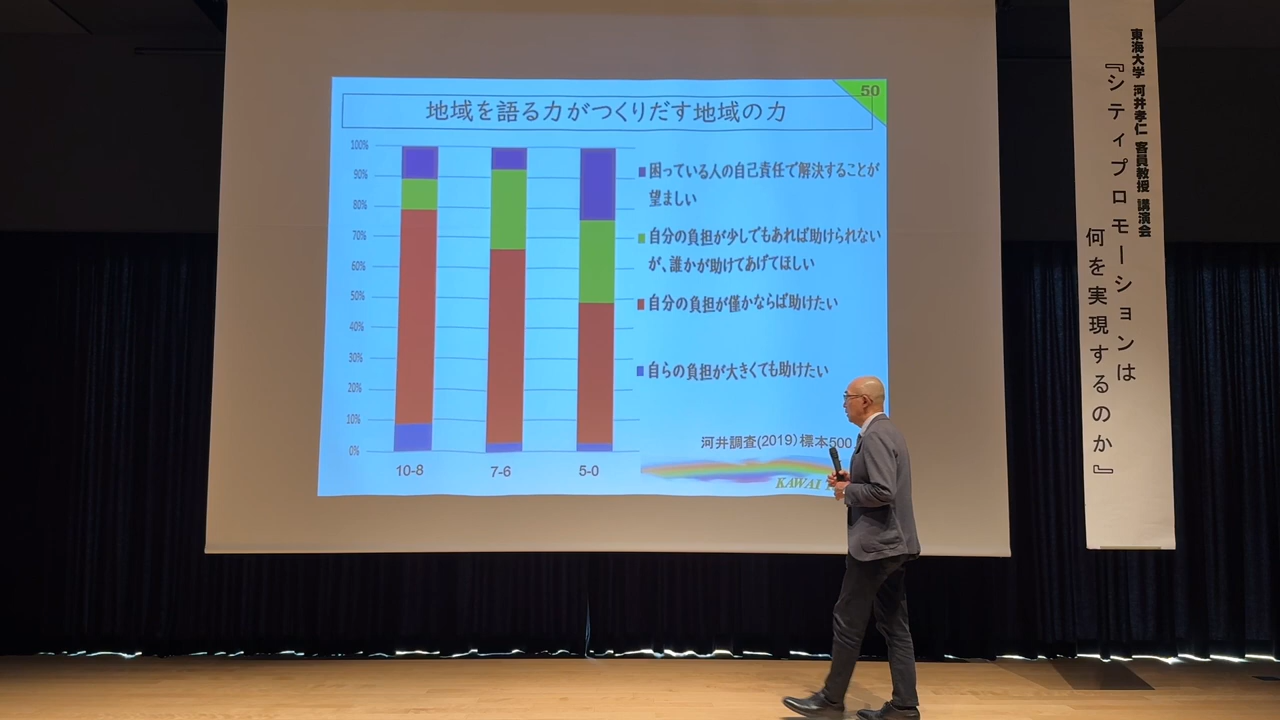 50
地域を語る力がつくりだす地域の力
100%
90%
80%
70%
60%
50%
40%
30%
20%
10%
0%
10-8
7-6
5-0
困っている人の自己責任で解決することが
望ましい
自分の負担が少しでもあれば助けられない
が、誰かが助けてあげてほしい
自分の負担が僅かならば助けたい
自らの負担が大きくても助けたい
河井調査(2019)標本500
KAWAI
東海大学 河井孝仁 客員教授 講演会
『シティプロモーションは
何を実現するのか』